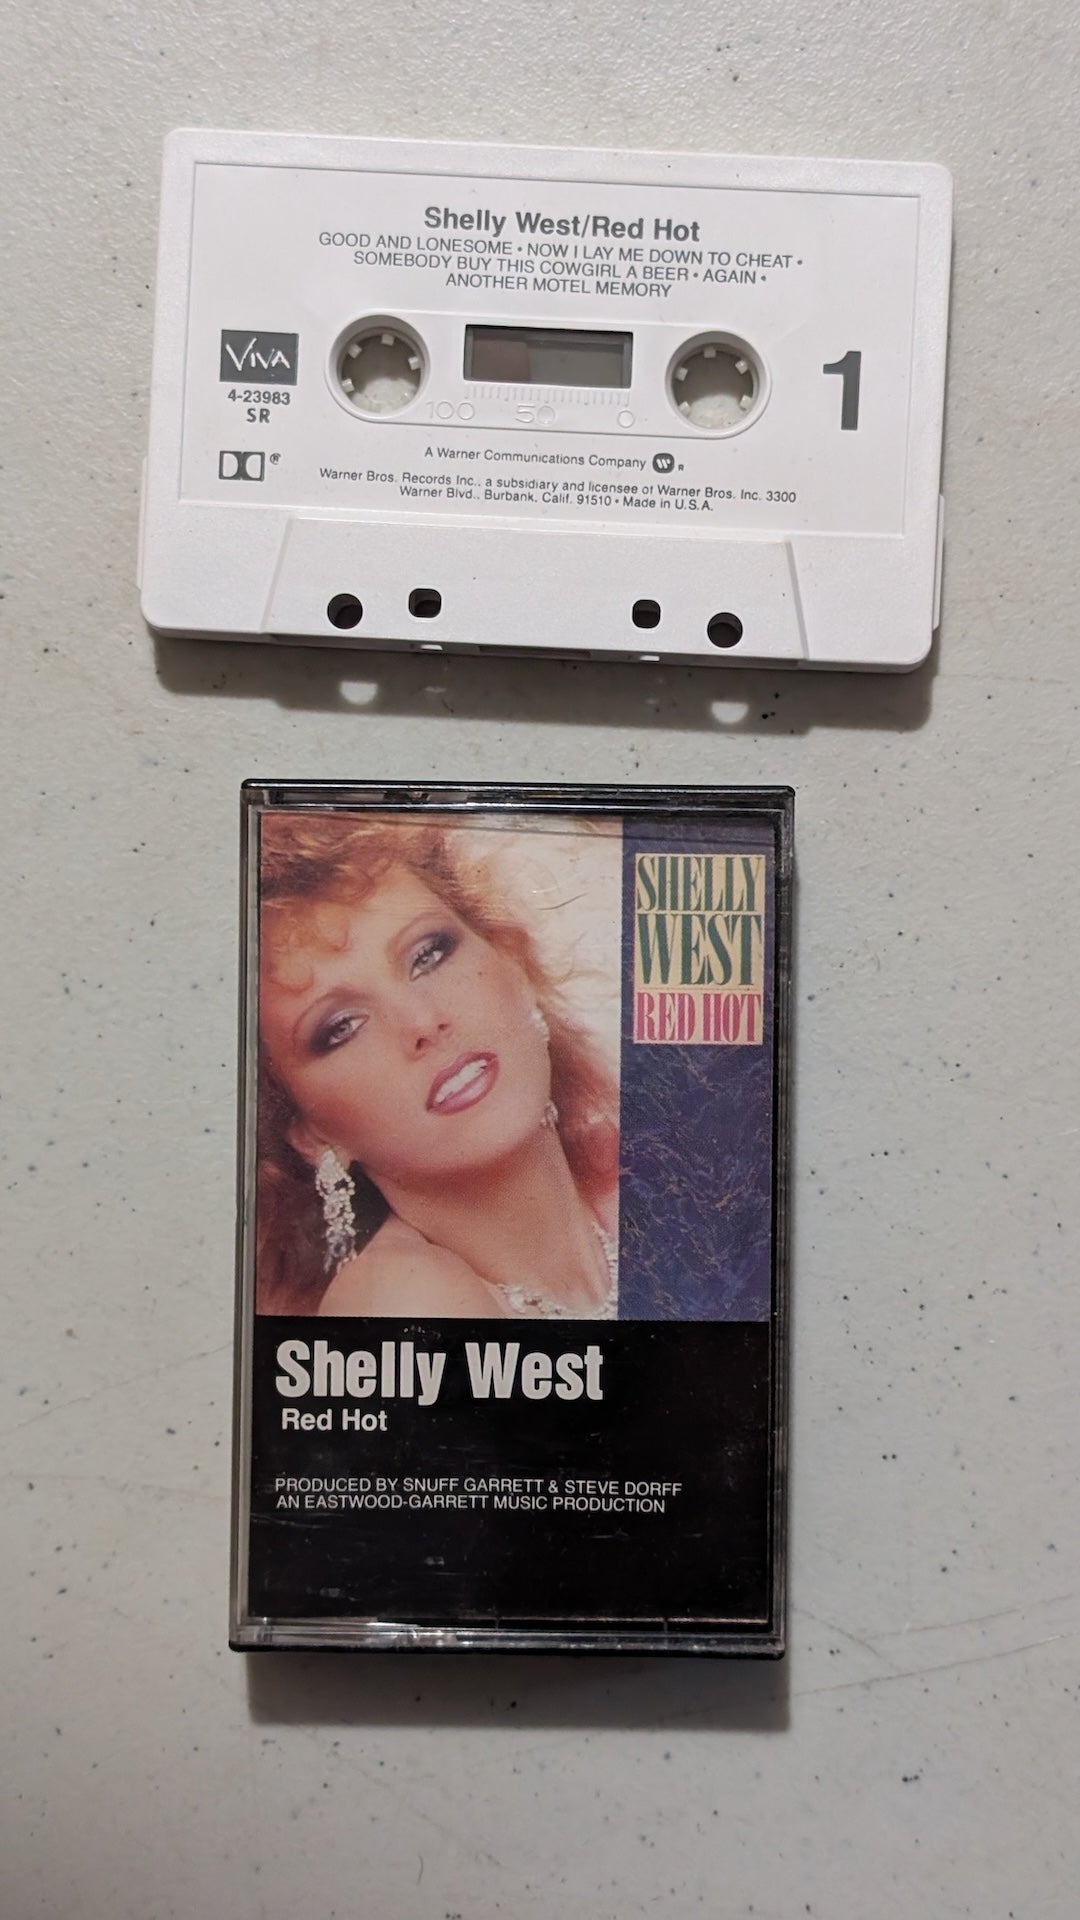 Shelly West/Red Hot
GOOD AND LONESOME • NOW I LAY ME DOWN TO CHEAT •
SOMEBODY BUY THIS COWGIRL A BEER • AGAIN •
ANOTHER MOTEL MEMORY
VIVA
4-23983
SR
®
100 50 0
1
A Warner Communications Company
Warner Bros. Records Inc., a subsidiary and licensee of Warner Bros. Inc. 3300
Warner Blvd., Burbank, Calif. 91510 • Made in U.S.A.
SHELLY
WEST
RED HOT
Shelly West
Red Hot
PRODUCED BY SNUFF GARRETT & STEVE DORFF
AN EASTWOOD-GARRETT MUSIC PRODUCTION